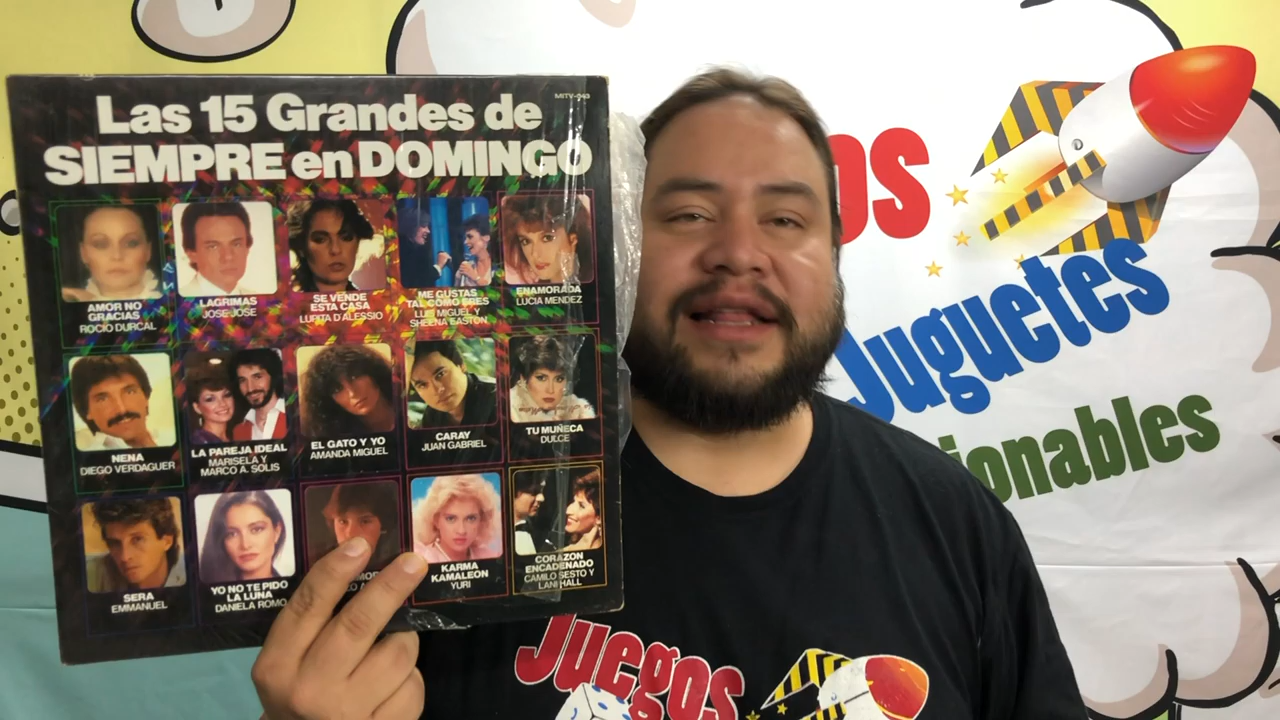 MITV-043
Las 15 Grandes de
SIEMPRE en DOMINGO
AMOR NO
GRACIAS
ROCIO DURCAL
LAGRIMAS
JOSE JOSE
SE VENDE
ESTA CASA
LUPITA D'ALESSIO
ME GUSTAS
TAL COMO ERES
LUIS MIGUEL Y
SHEENA EASTON
ENAMORADA
LUCIA MENDEZ
NENA
DIEGO VERDAGUER
LA PAREJA IDEAL
MARISELA Y
MARCO A. SOLIS
EL GATO Y YO
AMANDA MIGUEL
CARAY
JUAN GABRIEL
TU MUÑECA
DULCE
SERA
EMMANUEL
YO NO TE PIDO
LA LUNA
DANIELA ROMO
KARMA
KAMALEON
YURI
CORAZON
ENCADENADO
CAMILO SESTO Y
LANI HALL
os
Juguetes
ionables
Juegos